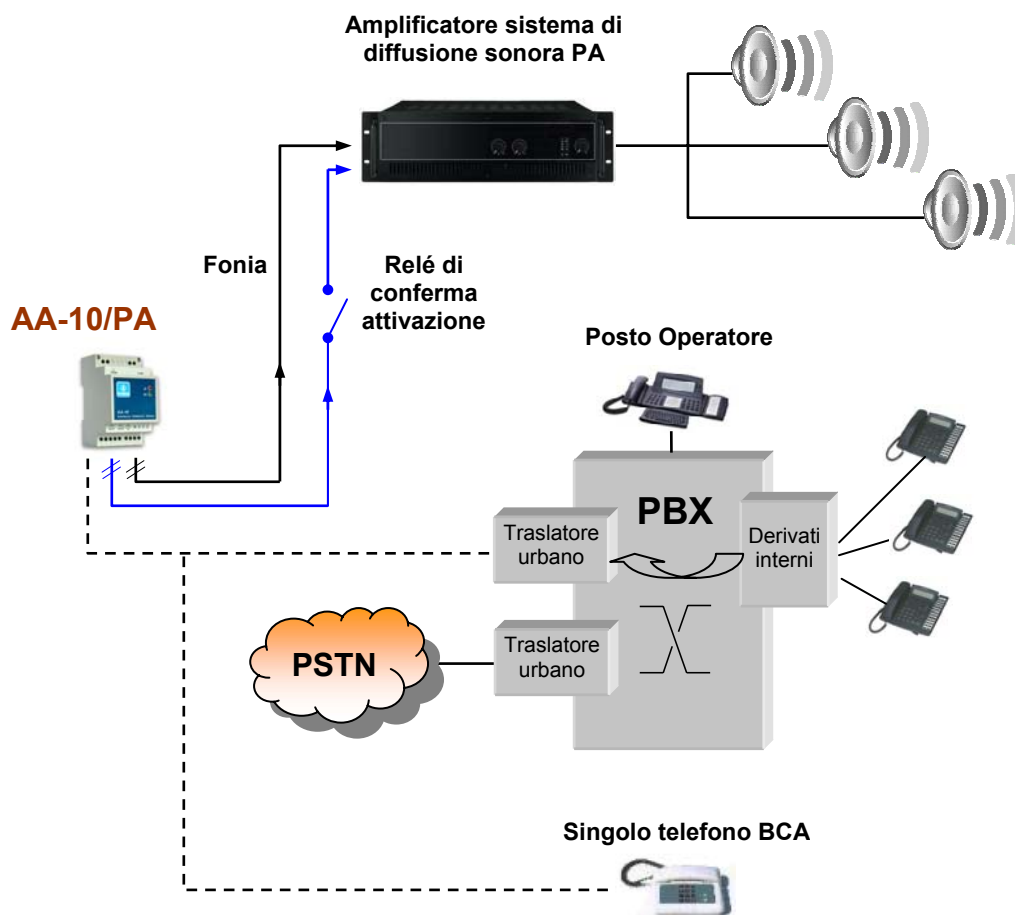 Amplificatore sistema di
diffusione sonora PA
Fonia
Relé di
conferma
attivazione
AA-10/PA
Posto Operatore
PBX
Traslatore
urbano
Derivati
interni
PSTN
Traslatore
urbano
Singolo telefono BCA